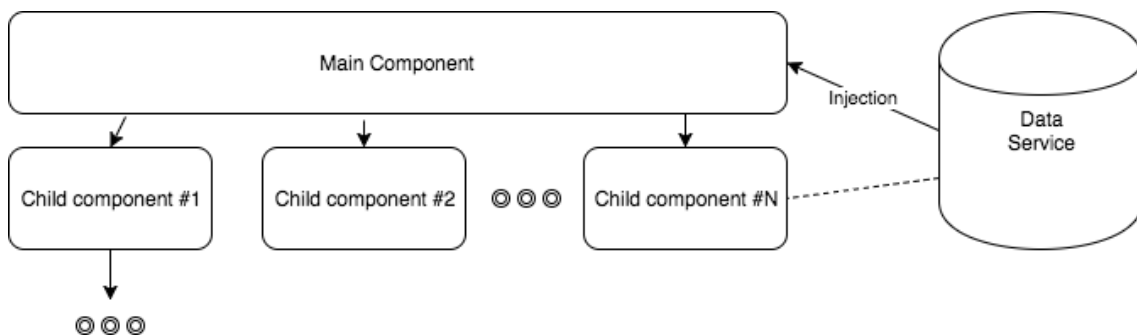 Main Component
Injection
Data
Service
Child component #1
Child component #2
Child component #N